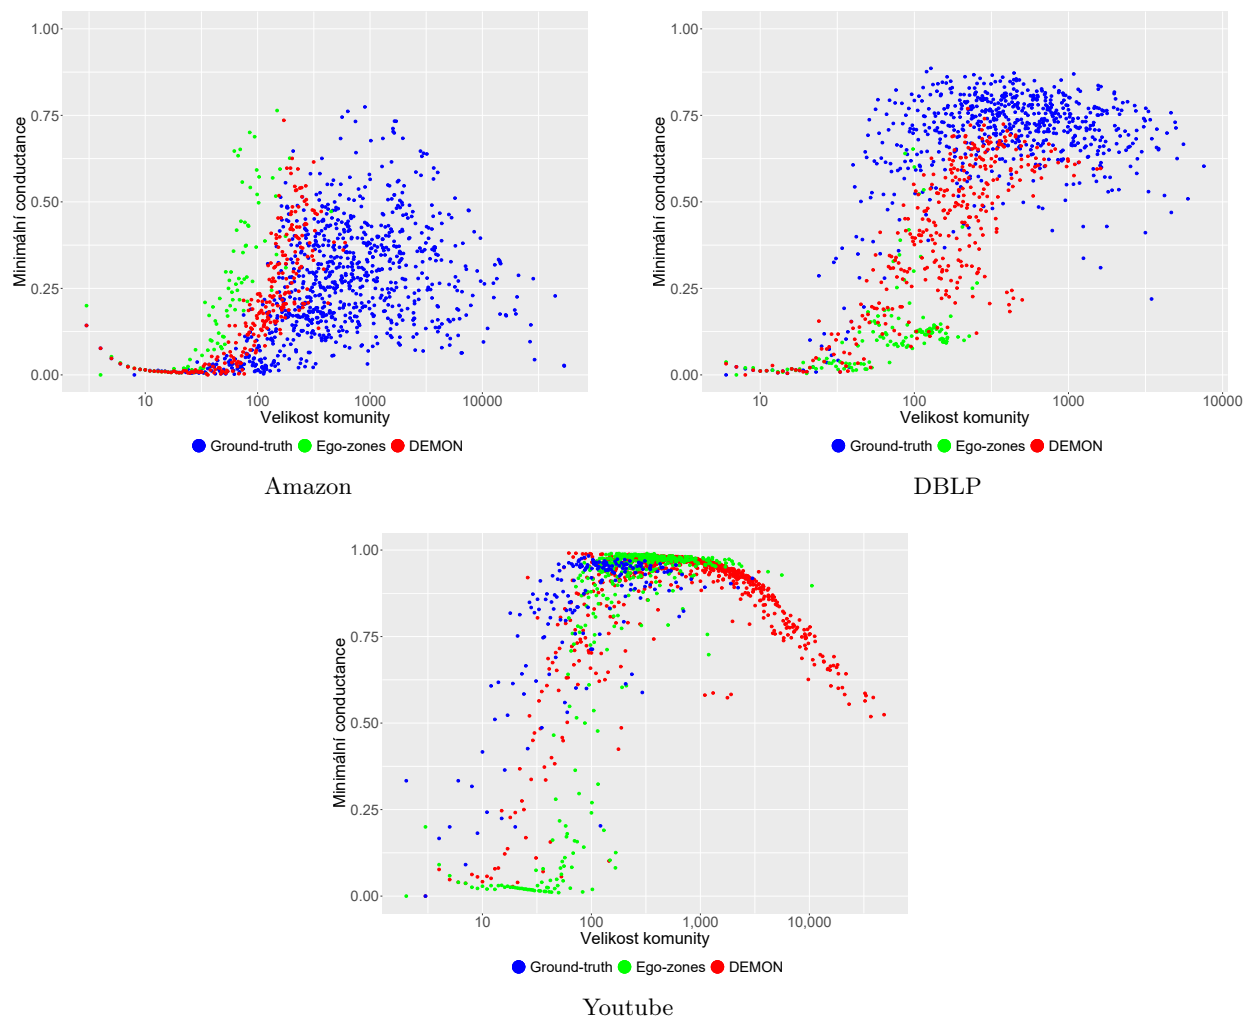 1.00
0.75
0.50
0.25
0.00
Minimální conductance
10 100 1000 10000
Velikost komunity
Ground-truth Ego-zones DEMON
Amazon
1.00
0.75
0.50
0.25
0.00
Minimální conductance
10 100 1000 10000
Velikost komunity
Ground-truth Ego-zones DEMON
DBLP
1.00
0.75
0.50
0.25
0.00
Minimální conductance
10 100 1,000 10,000
Velikost komunity
Ground-truth Ego-zones DEMON
Youtube